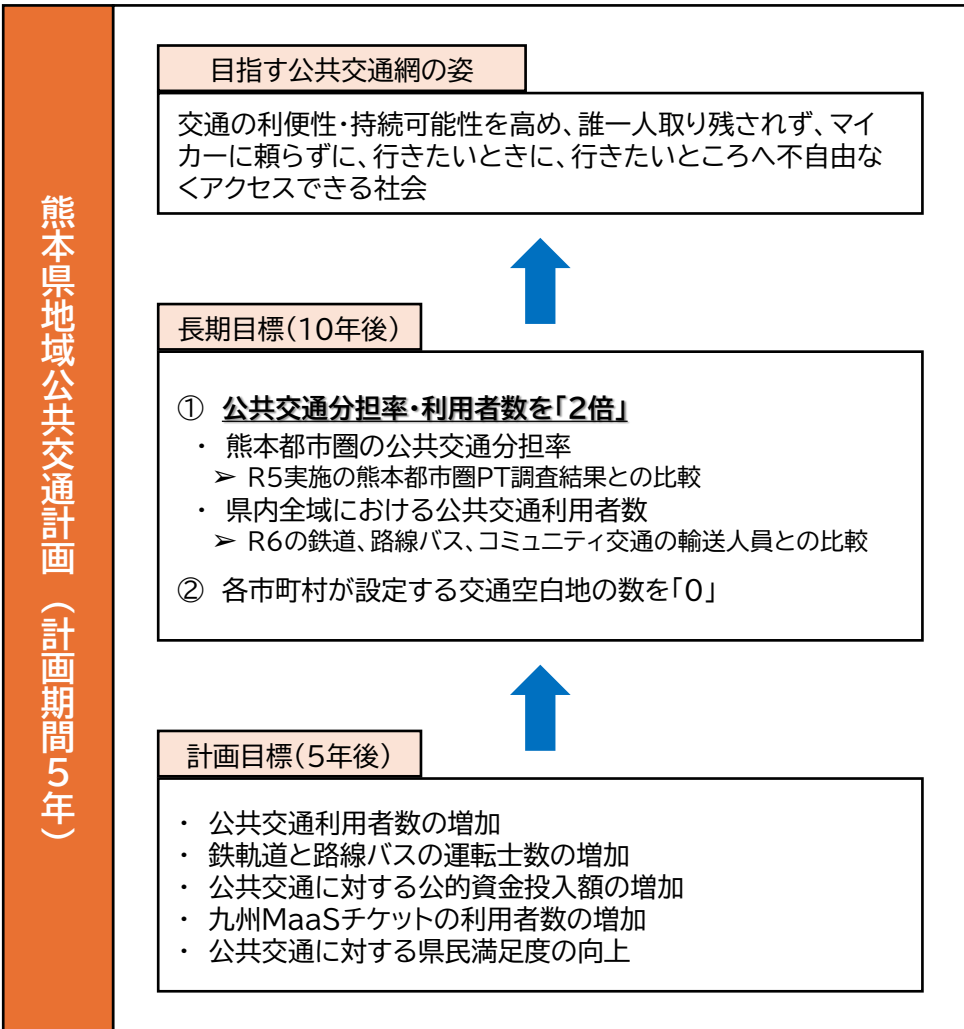 熊本県地域公共交通計画（計画期間5年）
目指す公共交通網の姿
交通の利便性・持続可能性を高め、誰一人取り残されず、マイ
カーに頼らずに、行きたいときに、行きたいところへ不自由な
くアクセスできる社会
長期目標（10年後）
① 公共交通分担率・利用者数を「2倍」
・ 熊本都市圏の公共交通分担率
➢ R5実施の熊本都市圏PT調査結果との比較
・ 県内全域における公共交通利用者数
➢ R6の鉄道、路線バス、コミュニティ交通の輸送人員との比較
② 各市町村が設定する交通空白地の数を「0」
計画目標（5年後）
・ 公共交通利用者数の増加
・ 鉄軌道と路線バスの運転士数の増加
・ 公共交通に対する公的資金投入額の増加
・ 九州MaaSチケットの利用者数の増加
・ 公共交通に対する県民満足度の向上